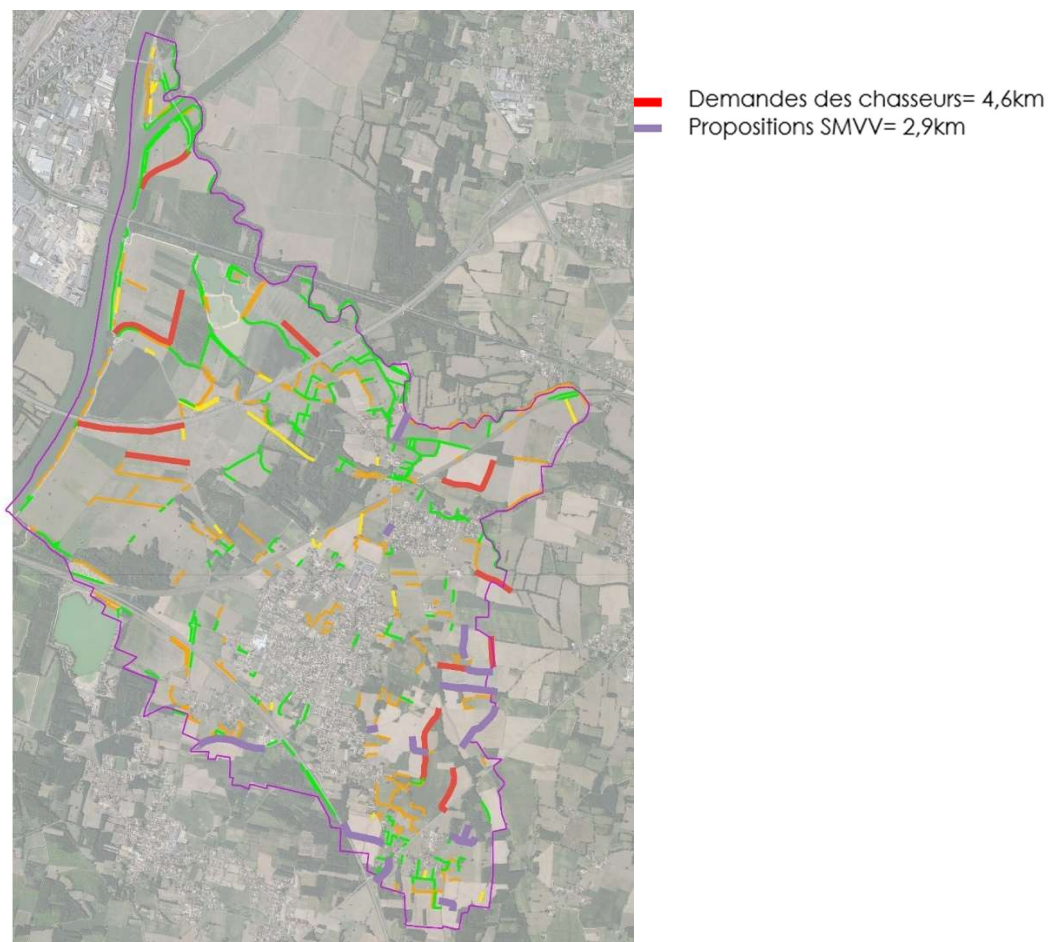 Demandes des chasseurs= 4,6km
Propositions SMVV= 2,9km